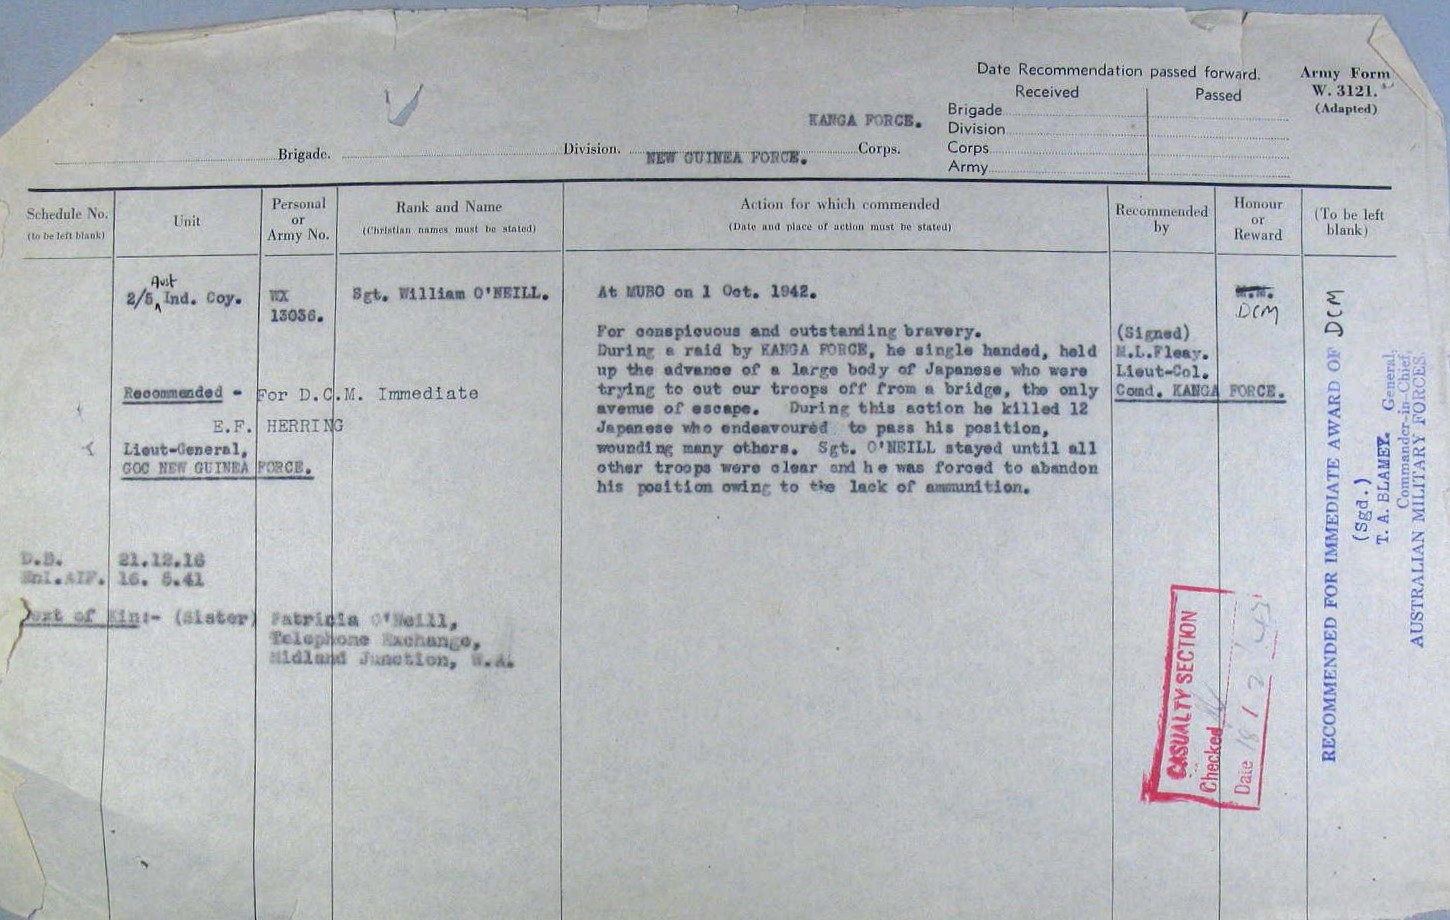 Date Recommendation passed forward.
Army Form
W. 3121.
(Adapted)
Received Passed
Brigade
Division
Corps
Army
KANGA FORCE.
Brigade. Division. NEW GUINEA FORCE. Corps.
Schedule No.
(to be left blank)
Unit
Personal
or
Army No.
Rank and Name
(Christian names must be stated)
Action for which commended
(Date and place of action must be stated)
Recommended
by
Honour
or
Reward
(To be left
blank)
Aust
2/5 Ind. Coy.
WX
13036.
Sgt. William O'NEILL.
At MUBO on 1 Oct. 1942.
For conspicuous and outstanding bravery.
During a raid by KANGA FORCE, he single handed, held
up the advance of a large body of Japanese who were
trying to cut our troops off from a bridge, the only
avenue of escape. During this action he killed 12
Japanese who endeavoured to pass his position,
wounding many others. Sgt. O'NEILL stayed until all
other troops were clear and he was forced to abandon
his position owing to the lack of ammunition.
(Signed)
N.L.Fleay.
Lieut-Col.
Comd. KANGA FORCE.
M.M.
DCM
Recommended - For D.C.M. Immediate
E.F. HERRING
Lieut-General,
GOC NEW GUINEA FORCE.
D.B. 21.12.16
Enl.AIF. 16. 5.41
Next of Kin:- (Sister) Patricia O'Neill,
Telephone Exchange,
Midland Junction, W.A.
CASUALTY SECTION
Checked
Date 18 / 2
RECOMMENDED FOR IMMEDIATE AWARD OF DCM
(Sgd.)
T. A. BLAMEY. General,
Commander-in-Chief,
AUSTRALIAN MILITARY FORCES.